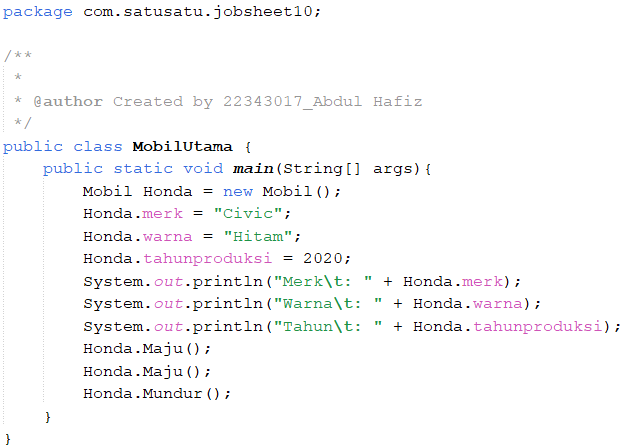 package com.satusatu.jobsheet10;
/**
 *
 * @author Created by 22343017_Abdul Hafiz
 */
public class MobilUtama {
    public static void main(String[] args){
        Mobil Honda = new Mobil();
        Honda.merk = "Civic";
        Honda.warna = "Hitam";
        Honda.tahunproduksi = 2020;
        System.out.println("Merk\t: " + Honda.merk);
        System.out.println("Warna\t: " + Honda.warna);
        System.out.println("Tahun\t: " + Honda.tahunproduksi);
        Honda.Maju();
        Honda.Maju();
        Honda.Mundur();
    }
}